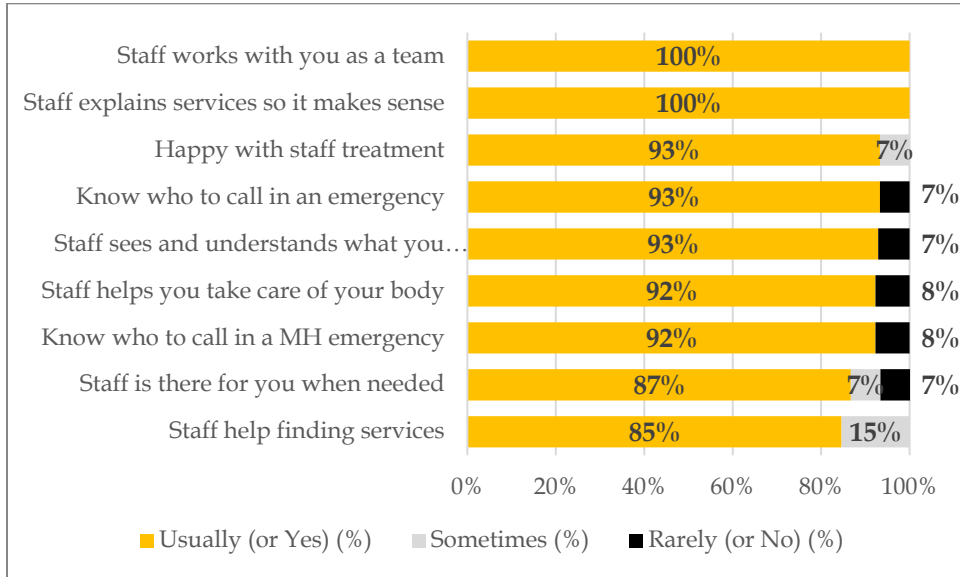 Staff works with you as a team 100%
Staff explains services so it makes sense 100%
Happy with staff treatment 93% 7%
Know who to call in an emergency 93% 7%
Staff sees and understands what you… 93% 7%
Staff helps you take care of your body 92% 8%
Know who to call in a MH emergency 92% 8%
Staff is there for you when needed 87% 7% 7%
Staff help finding services 85% 15%
0% 20% 40% 60% 80% 100%
Usually (or Yes) (%) Sometimes (%) Rarely (or No) (%)